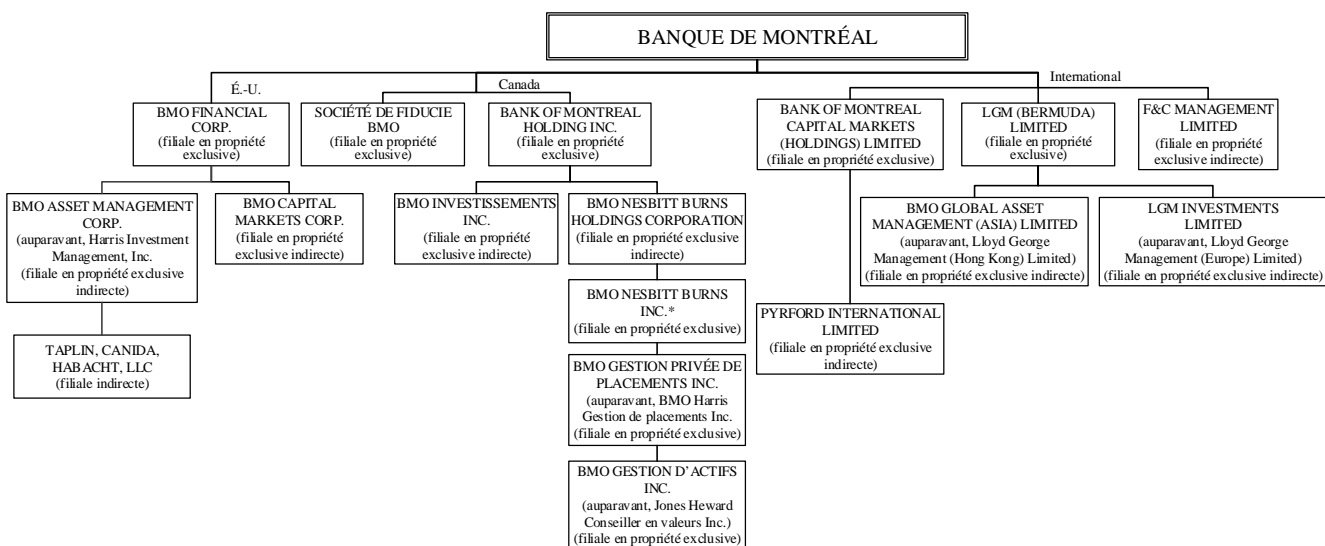 BANQUE DE MONTRÉAL
É.-U.
Canada
International
BMO FINANCIAL
CORP.
(filiale en propriété
exclusive)
SOCIÉTÉ DE FIDUCIE
BMO
(filiale en propriété
exclusive)
BANK OF MONTREAL
HOLDING INC.
(filiale en propriété
exclusive)
BANK OF MONTREAL
CAPITAL MARKETS
(HOLDINGS) LIMITED
(filiale en propriété exclusive)
LGM (BERMUDA)
LIMITED
(filiale en propriété
exclusive)
F&C MANAGEMENT
LIMITED
(filiale en propriété
exclusive indirecte)
BMO ASSET MANAGEMENT
CORP.
(auparavant, Harris Investment
Management, Inc.
(filiale en propriété exclusive
indirecte)
BMO CAPITAL
MARKETS CORP.
(filiale en propriété
exclusive indirecte)
BMO INVESTISSEMENTS
INC.
(filiale en propriété
exclusive indirecte)
BMO NESBITT BURNS
HOLDINGS CORPORATION
(filiale en propriété exclusive
indirecte)
BMO GLOBAL ASSET
MANAGEMENT (ASIA) LIMITED
(auparavant, Lloyd George
Management (Hong Kong) Limited)
(filiale en propriété exclusive indirecte)
LGM INVESTMENTS
LIMITED
(auparavant, Lloyd George
Management (Europe) Limited)
(filiale en propriété exclusive indirecte)
BMO NESBITT BURNS
INC.*
(filiale en propriété exclusive)
PYRFORD INTERNATIONAL
LIMITED
(filiale en propriété exclusive
indirecte)
TAPLIN, CANIDA,
HABACHT, LLC
(filiale indirecte)
BMO GESTION PRIVÉE DE
PLACEMENTS INC.
(auparavant, BMO Harris
Gestion de placements Inc.
(filiale en propriété exclusive)
BMO GESTION D'ACTIFS
INC.
(auparavant, Jones Heward
Conseiller en valeurs Inc.)
(filiale en propriété exclusive)